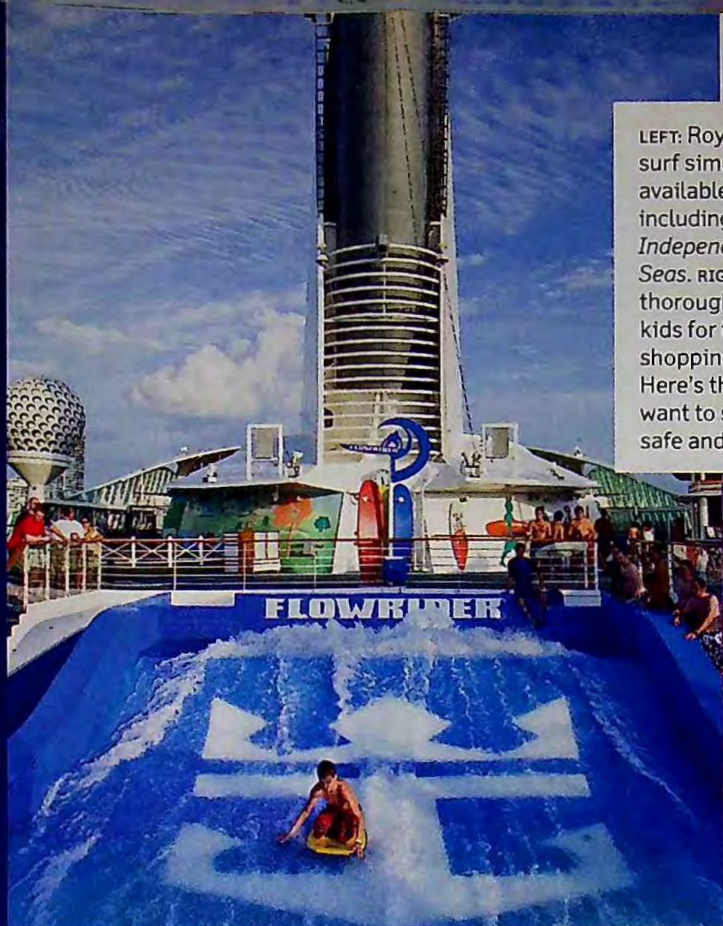 LEFT: Roy
surf sim
available
including
Indepen
Seas. RIG
thoroug
kids for
shoppin
Here's th
want to s
safe and
FLOWRIDER
FLOWRIDER